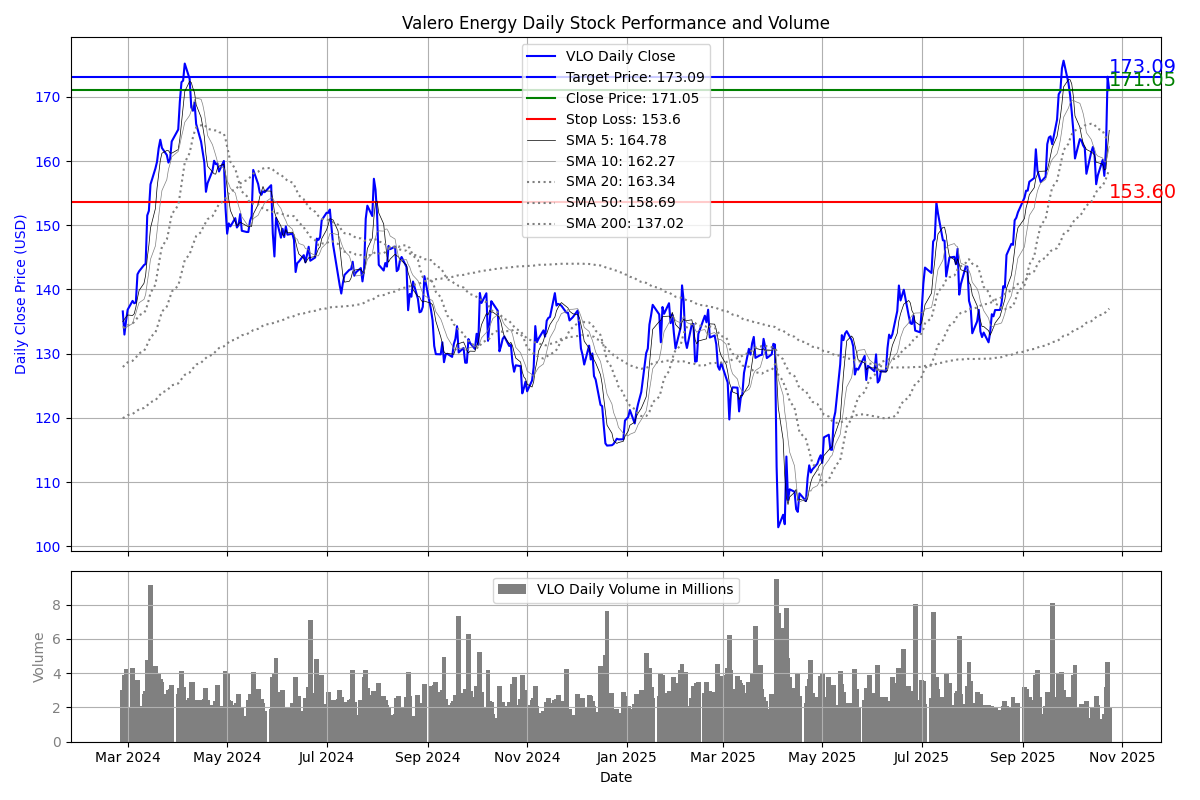 Valero Energy Daily Stock Performance and Volume
VLO Daily Close
Target Price: 173.09
Close Price: 171.05
Stop Loss: 153.6
SMA 5: 164.78
SMA 10: 162.27
SMA 20: 163.34
SMA 50: 158.69
SMA 200: 137.02
173.09
171.05
153.60
Daily Close Price (USD)
170
160
150
140
130
120
110
100
VLO Daily Volume in Millions
Volume
8
6
4
2
0
Mar 2024
May 2024
Jul 2024
Sep 2024
Nov 2024
Jan 2025
Mar 2025
May 2025
Jul 2025
Sep 2025
Nov 2025
Date